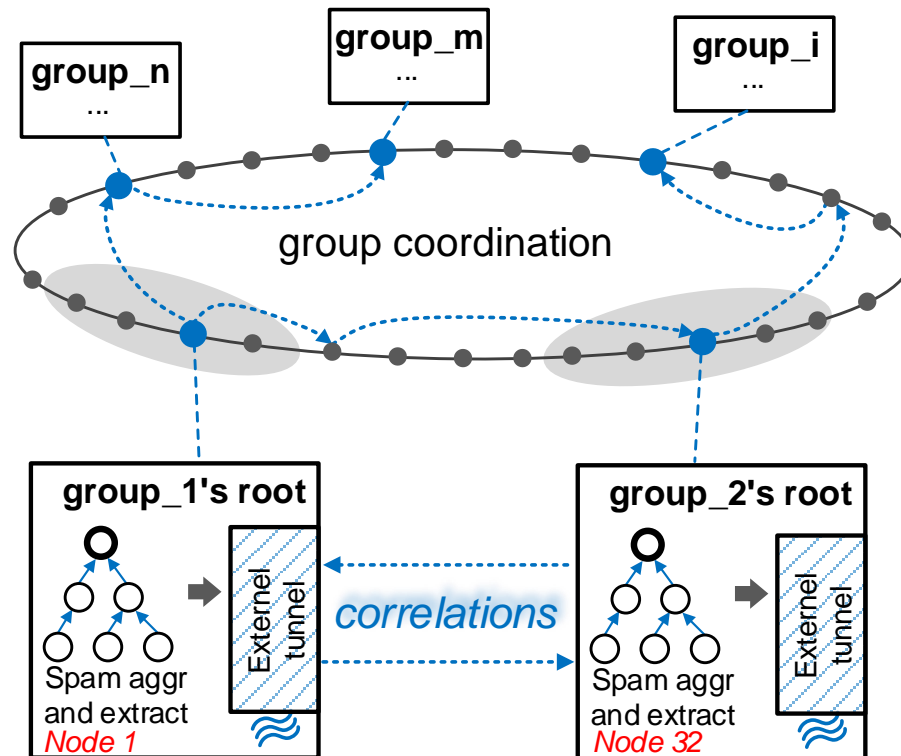 group_n
...
group_m
...
group_i
...
group coordination
group_1's root
Externel
tunnel
Spam aggr
and extract
Node 1
correlations
group_2's root
Externel
tunnel
Spam aggr
and extract
Node 32